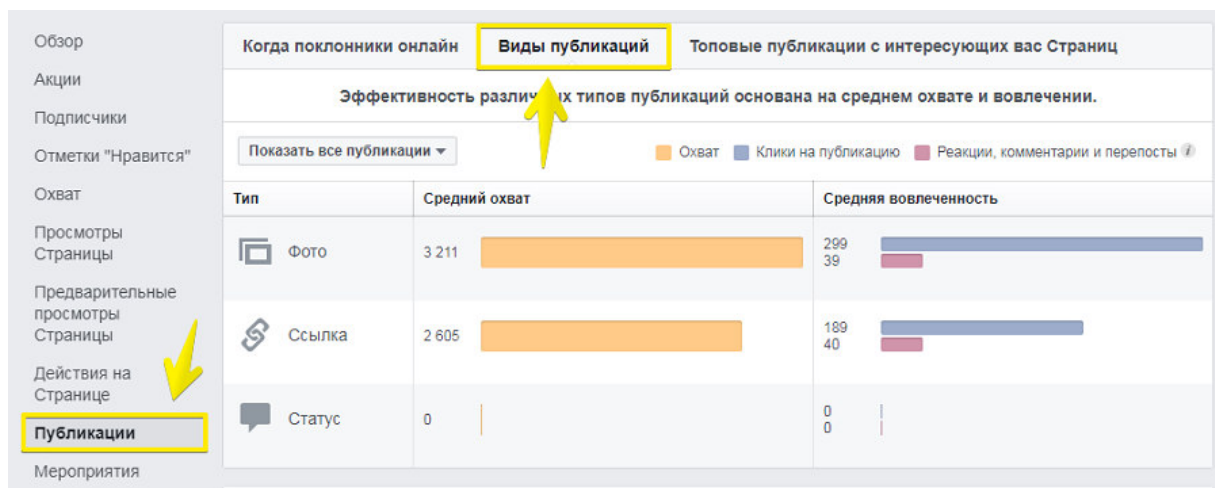 Обзор
Акции
Подписчики
Отметки "Нравится"
Охват
Просмотры
Страницы
Предварительные
просмотры
Страницы
Действия на
Странице
Публикации
Мероприятия
Когда поклонники онлайн Виды публикаций Топовые публикации с интересующих вас Страниц
Эффективность различных типов публикаций основана на среднем охвате и вовлечении.
Показать все публикации Охват Клики на публикацию Реакции, комментарии и перепосты i
Тип Средний охват Средняя вовлеченность
Фото 3 211 299
39
Ссылка 2 605 189
40
Статус 0 0
0